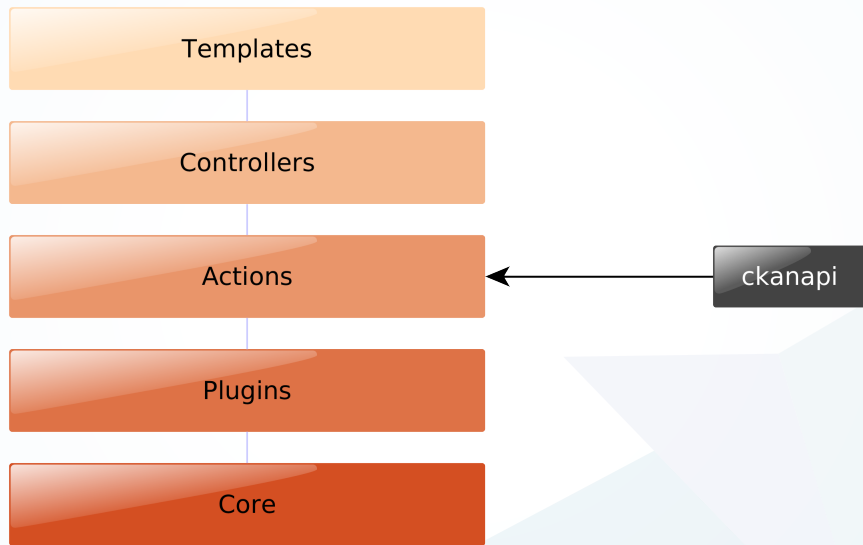 Templates
Controllers
Actions
ckanapi
Plugins
Core